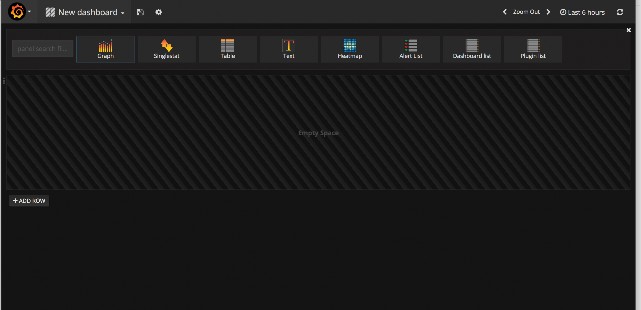 New dashboard
Zoom Out
Last 6 hours
panel search fi...
Graph
Singlestat
Table
Text
Heatmap
Alert List
Dashboard list
Plugin list
Empty Space
+ ADD ROW